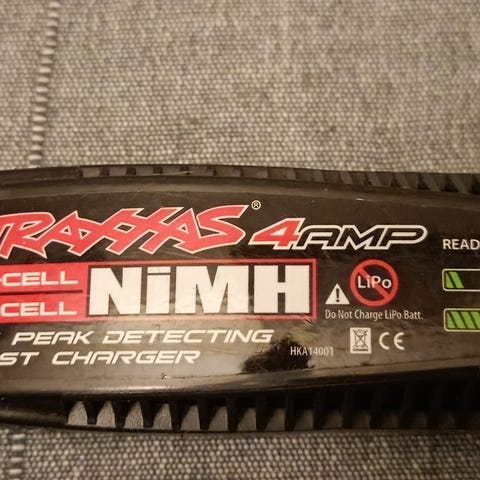 TRAXXAS® 4AMP
-CELL
-CELL
NiMH
PEAK DETECTING
ST CHARGER
HKA14001
LiPo
Do Not Charge LiPo Batt.
CE
READ